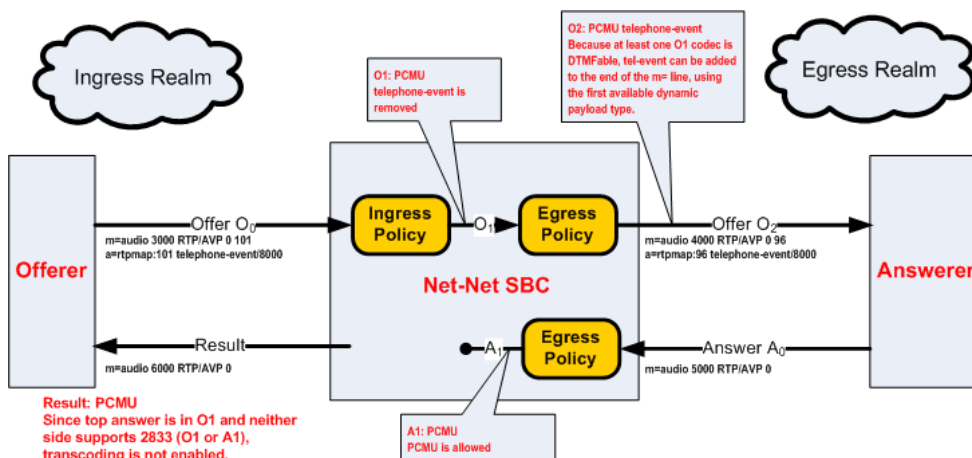 Ingress Realm
Egress Realm
O1: PCMU
telephone-event is
removed
O2: PCMU telephone-event
Because at least one O1 codec is
DTMFable, tel-event can be added
to the end of the m= line, using
the first available dynamic
payload type.
Offerer
Offer O0
m=audio 3000 RTP/AVP 0 101
a=rtpmap:101 telephone-event/8000
Ingress
Policy
O1
Egress
Policy
Offer O2
m=audio 4000 RTP/AVP 0 96
a=rtpmap:96 telephone-event/8000
Answerer
Net-Net SBC
Result
m=audio 6000 RTP/AVP 0
A1
Egress
Policy
Answer A0
m=audio 5000 RTP/AVP 0
Result: PCMU
Since top answer is in O1 and neither
side supports 2833 (O1 or A1),
transcoding is not enabled.
A1: PCMU
PCMU is allowed